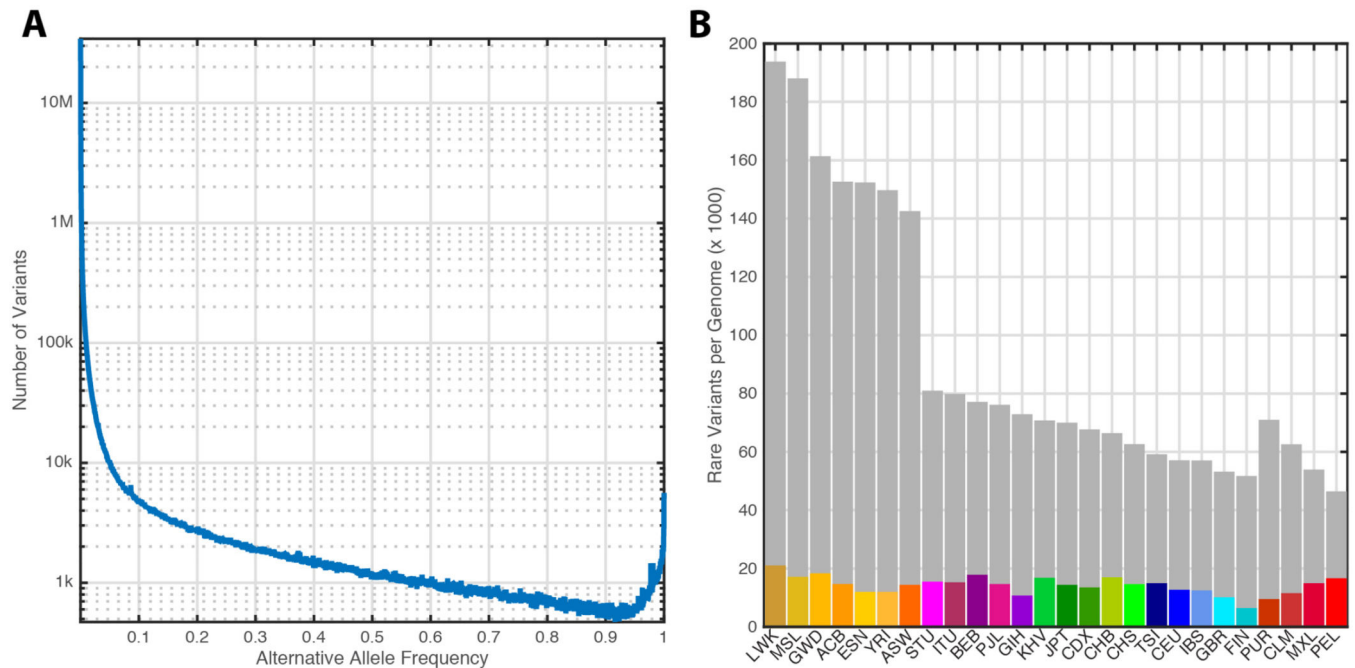 A
10M
1M
100k
10k
1k
Number of Variants
0.1 0.2 0.3 0.4 0.5 0.6 0.7 0.8 0.9 1
Alternative Allele Frequency
B
200
180
160
140
120
100
80
60
40
20
0
Rare Variants per Genome (x 1000)
LWK MSL GWD ACB ESN YRI ASW STU ITU BEB PJL GIH KHV JPT CDX CHB CHS TSI CEU IBS GBR FIN PUR CLM MXL PEL